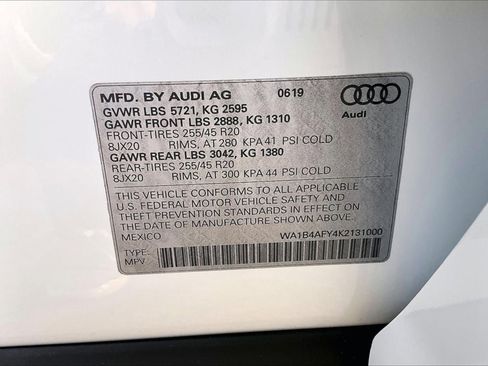 MFD. BY AUDI AG 0619
GVWR LBS 5721, KG 2595
GAWR FRONT LBS 2888, KG 1310
FRONT-TIRES 255/45 R20
8JX20 RIMS, AT 280 KPA 41 PSI COLD
GAWR REAR LBS 3042, KG 1380
REAR-TIRES 255/45 R20
8JX20 RIMS, AT 300 KPA 44 PSI COLD
THIS VEHICLE CONFORMS TO ALL APPLICABLE
U.S. FEDERAL MOTOR VEHICLE SAFETY AND
THEFT PREVENTION STANDARDS IN EFFECT ON
THE DATE OF MANUFACTURE SHOWN ABOVE.
MEXICO WA1B4AFY4K2131000
TYPE:
MPV
Audi